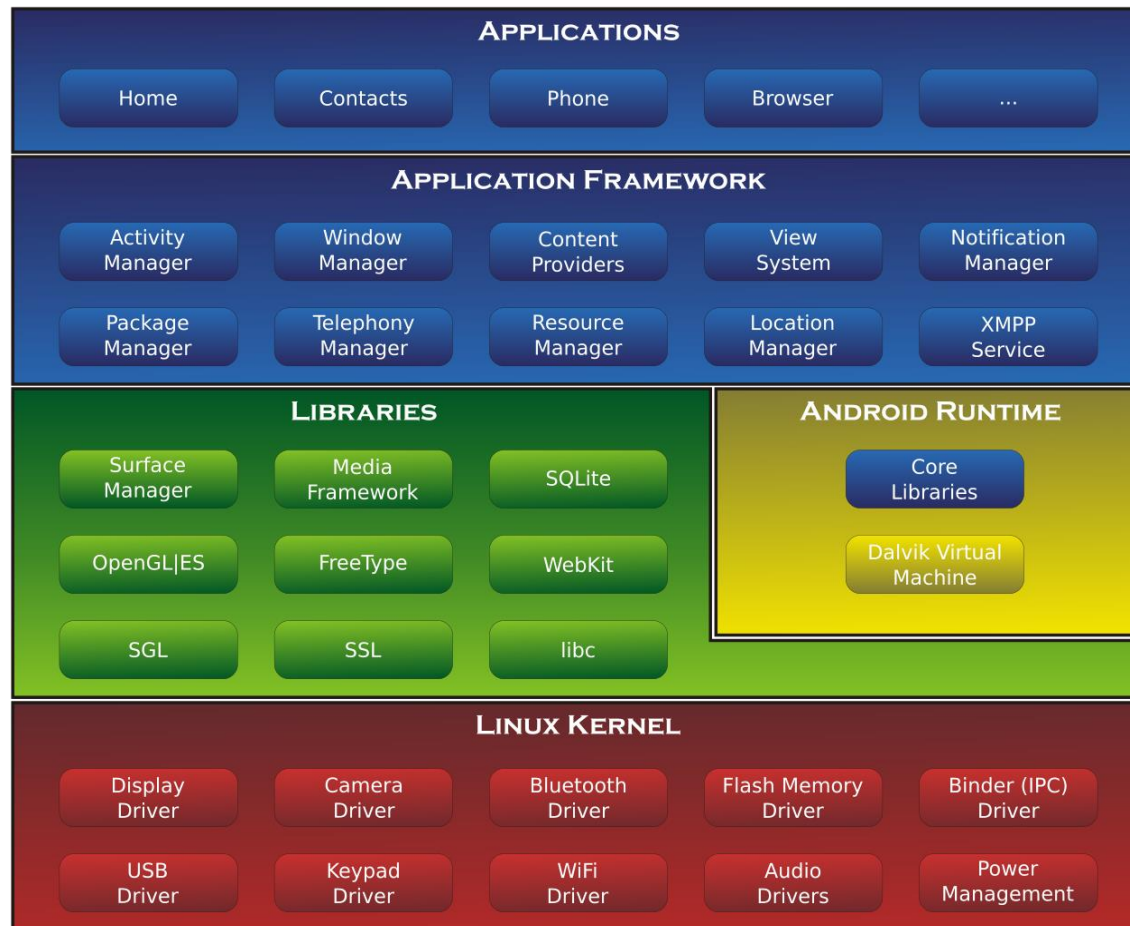 APPLICATIONS
Home
Contacts
Phone
Browser
...
APPLICATION FRAMEWORK
Activity
Manager
Window
Manager
Content
Providers
View
System
Notification
Manager
Package
Manager
Telephony
Manager
Resource
Manager
Location
Manager
XMPP
Service
LIBRARIES
Surface
Manager
Media
Framework
SQLite
OpenGL|ES
FreeType
WebKit
SGL
SSL
libc
ANDROID RUNTIME
Core
Libraries
Dalvik Virtual
Machine
LINUX KERNEL
Display
Driver
Camera
Driver
Bluetooth
Driver
Flash Memory
Driver
Binder (IPC)
Driver
USB
Driver
Keypad
Driver
WiFi
Driver
Audio
Drivers
Power
Management